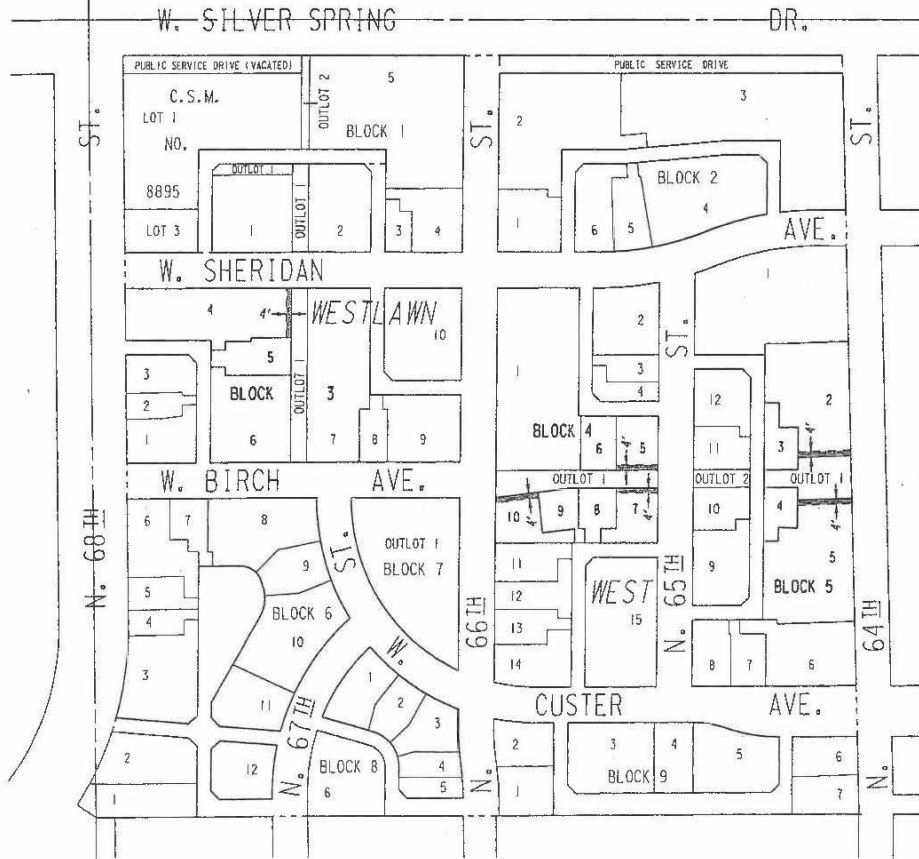 W. SILVER SPRING DR.
PUBLIC SERVICE DRIVE (VACATED)
PUBLIC SERVICE DRIVE
C.S.M.
LOT 1
NO.
8895
LOT 3
OUTLOT 2
5
BLOCK 1
ST.
ST.
ST.
2
3
OUTLOT 1
OUTLOT 1
1
2
3
4
BLOCK 2
1
6
5
4
AVE.
W. SHERIDAN
4
4'
WESTLAWN
10
1
2
ST.
1
3
5
3
4
2
OUTLOT 1
BLOCK
3
12
2
1
6
7
8
9
BLOCK 4
6
5
4'
11
3
4'
W. BIRCH AVE.
OUTLOT 1
OUTLOT 2
OUTLOT 1
6
7
8
10
4'
9
8
7
4'
10
4
4'
N. 68TH
ST.
OUTLOT 1
BLOCK 7
9
11
WEST
15
9
5
BLOCK 5
5
12
4
BLOCK 6
10
66TH
13
N. 65TH
64TH
3
W.
1
14
8
7
6
11
2
N. 67TH
3
CUSTER AVE.
2
12
BLOCK 8
6
4
5
2
3
4
5
6
BLOCK 9
1
N.
1
7
N.